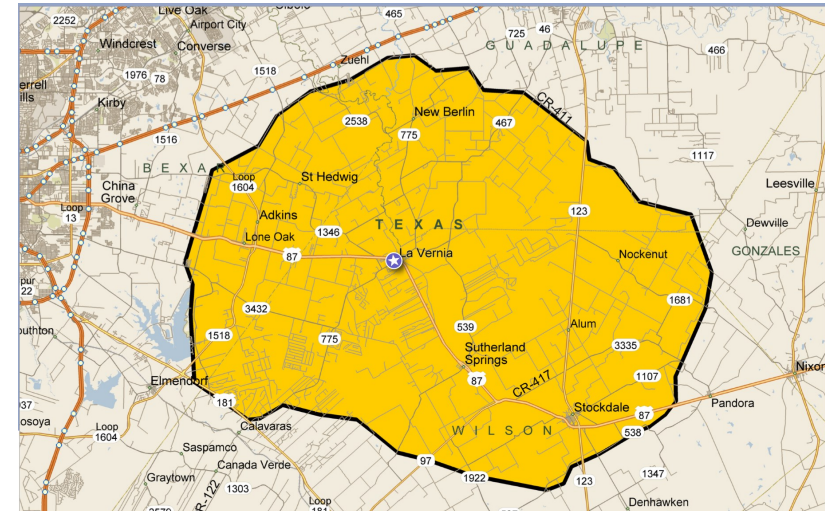 Live Oak
Airport City
2252
465
725
46
Windcrest
Converse
GUADALUPE
466
Zuehl
1976
78
1518
Kirby
CR-411
New Berlin
2538
467
775
1516
1117
BEXA
Loop
1604
St Hedwig
China
Grove
Leesville
Loop
13
Adkins
123
TEXAS
Dewville
1346
Lone Oak
La Vernia
Nockenut
GONZALES
87
1681
3432
539
1518
775
Alum
3335
Sutherland
Springs
1107
Nixon
Elmendorf
87
CR-417
181
Pandora
Stockdale
87
Loop
1604
Calavaras
WILSON
538
Saspamco
Canada Verde
97
Graytown
1922
1347
123
1303
Loop
181
Denhawken